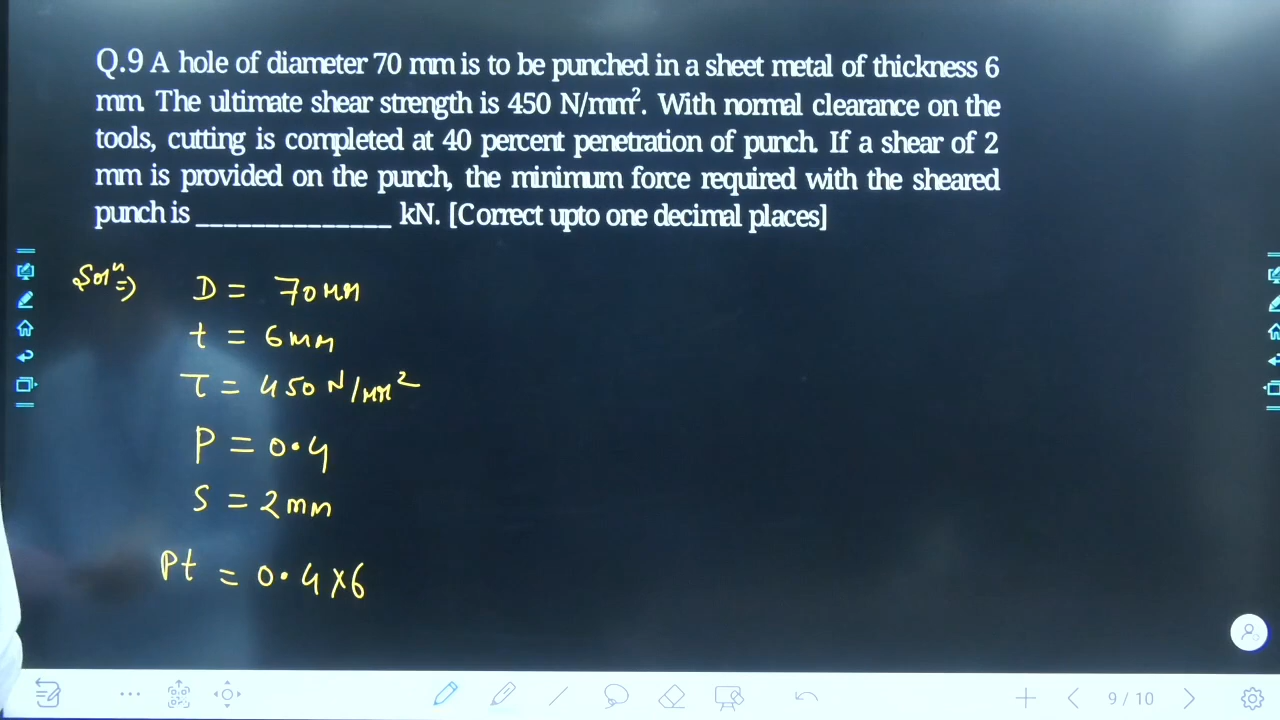 Q.9 A hole of diameter 70 mm is to be punched in a sheet metal of thickness 6
mm. The ultimate shear strength is 450 N/mm². With normal clearance on the
tools, cutting is completed at 40 percent penetration of punch. If a shear of 2
mm is provided on the punch, the minimum force required with the sheared
punch is ______________ kN. [Correct upto one decimal places]
Solⁿ ⇒
D = 70mm
t = 6mm
τ = 450 N/mm²
P = 0.4
S = 2mm
Pt = 0.4×6
9 / 10